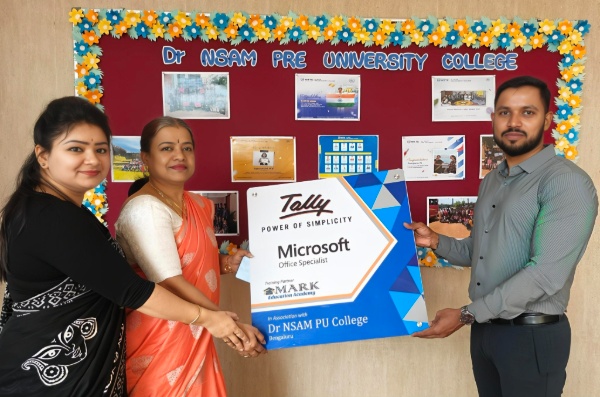 Dr NSAM PRE UNIVERSITY COLLEGE
Tally
POWER OF SIMPLICITY
Microsoft
Office Specialist
MARK
Education Academy
In Association with
Dr NSAM PU College
Bengaluru